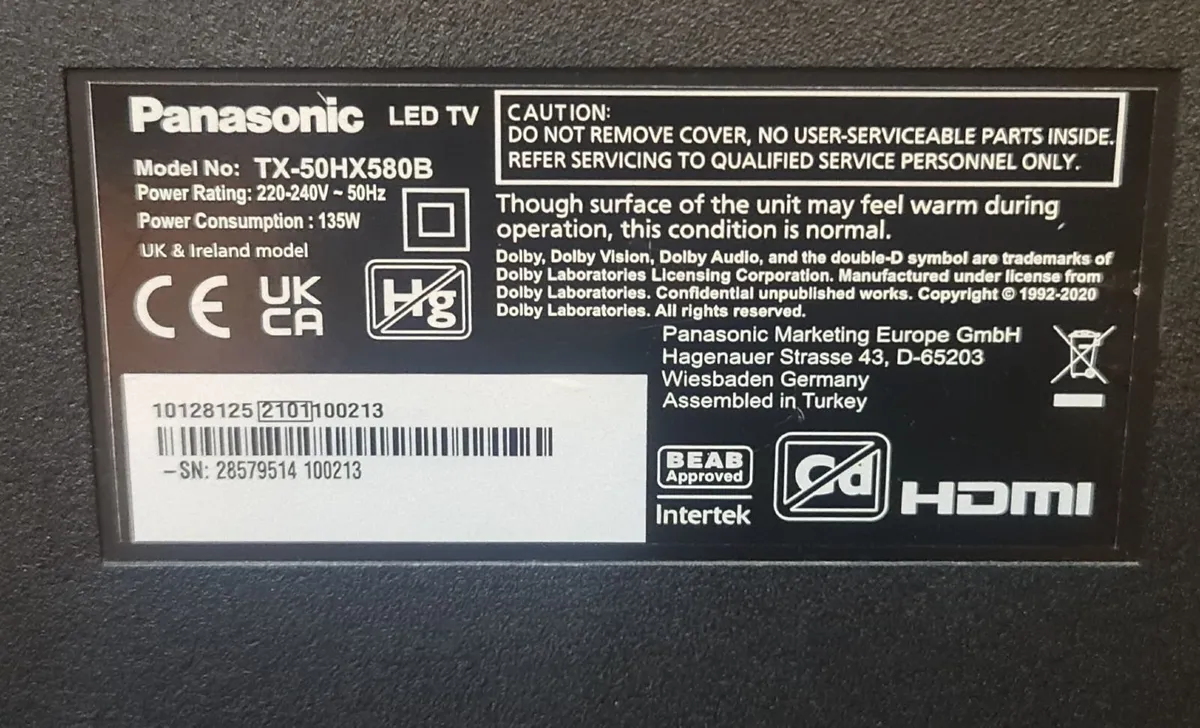 Panasonic LED TV
Model No: TX-50HX580B
Power Rating: 220-240V ~ 50Hz
Power Consumption : 135W
UK & Ireland model
CE UK
CA
Hg
CAUTION:
DO NOT REMOVE COVER, NO USER-SERVICEABLE PARTS INSIDE.
REFER SERVICING TO QUALIFIED SERVICE PERSONNEL ONLY.
Though surface of the unit may feel warm during
operation, this condition is normal.
Dolby, Dolby Vision, Dolby Audio, and the double-D symbol are trademarks of
Dolby Laboratories Licensing Corporation. Manufactured under license from
Dolby Laboratories. Confidential unpublished works. Copyright © 1992-2020
Dolby Laboratories. All rights reserved.
Panasonic Marketing Europe GmbH
Hagenauer Strasse 43, D-65203
Wiesbaden Germany
Assembled in Turkey
10128125 2101 100213
-SN: 28579514 100213
BEAB
Approved
Intertek
Cd
HDMI